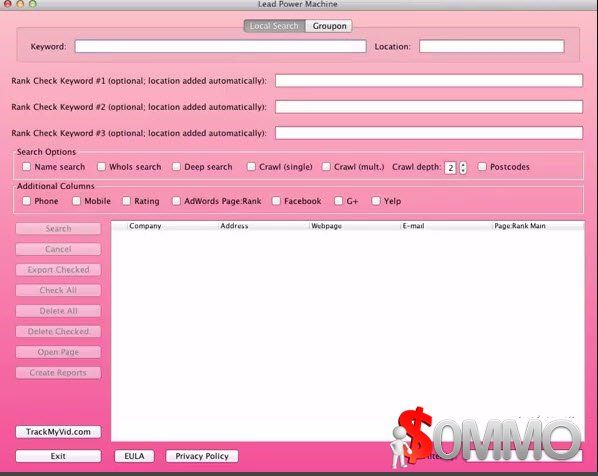 Lead Power Machine
Local Search Groupon
Keyword: Location:
Rank Check Keyword #1 (optional; location added automatically):
Rank Check Keyword #2 (optional; location added automatically):
Rank Check Keyword #3 (optional; location added automatically):
Search Options
Name search WhoIs search Deep search Crawl (single) Crawl (mult.) Crawl depth: 2 Postcodes
Additional Columns
Phone Mobile Rating AdWords Page:Rank Facebook G+ Yelp
Company Address Webpage E-mail Page:Rank Main
Search
Cancel
Export Checked
Check All
Delete All
Delete Checked
Open Page
Create Reports
TrackMyVid.com
Exit EULA Privacy Policy
$OMMO